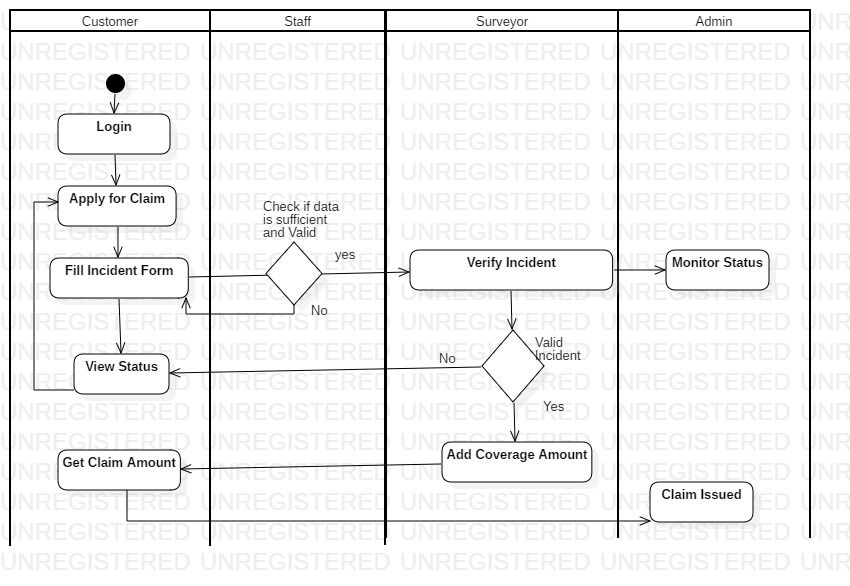 Customer
Staff
Surveyor
Admin
Login
Apply for Claim
Check if data
is sufficient
and Valid
yes
Fill Incident Form
Verify Incident
Monitor Status
No
View Status
No
Valid
Incident
Yes
Get Claim Amount
Add Coverage Amount
Claim Issued
UNREGISTERED